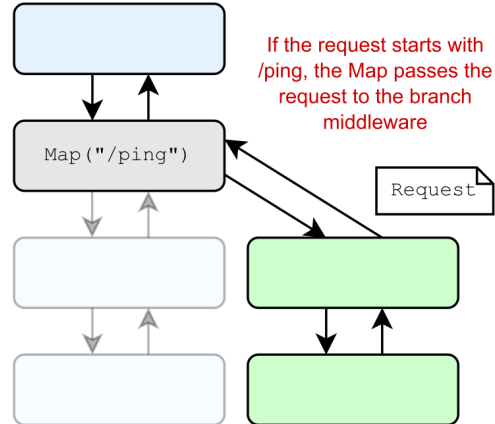 If the request starts with
/ping, the Map passes the
request to the branch
middleware
Map("/ping")
Request